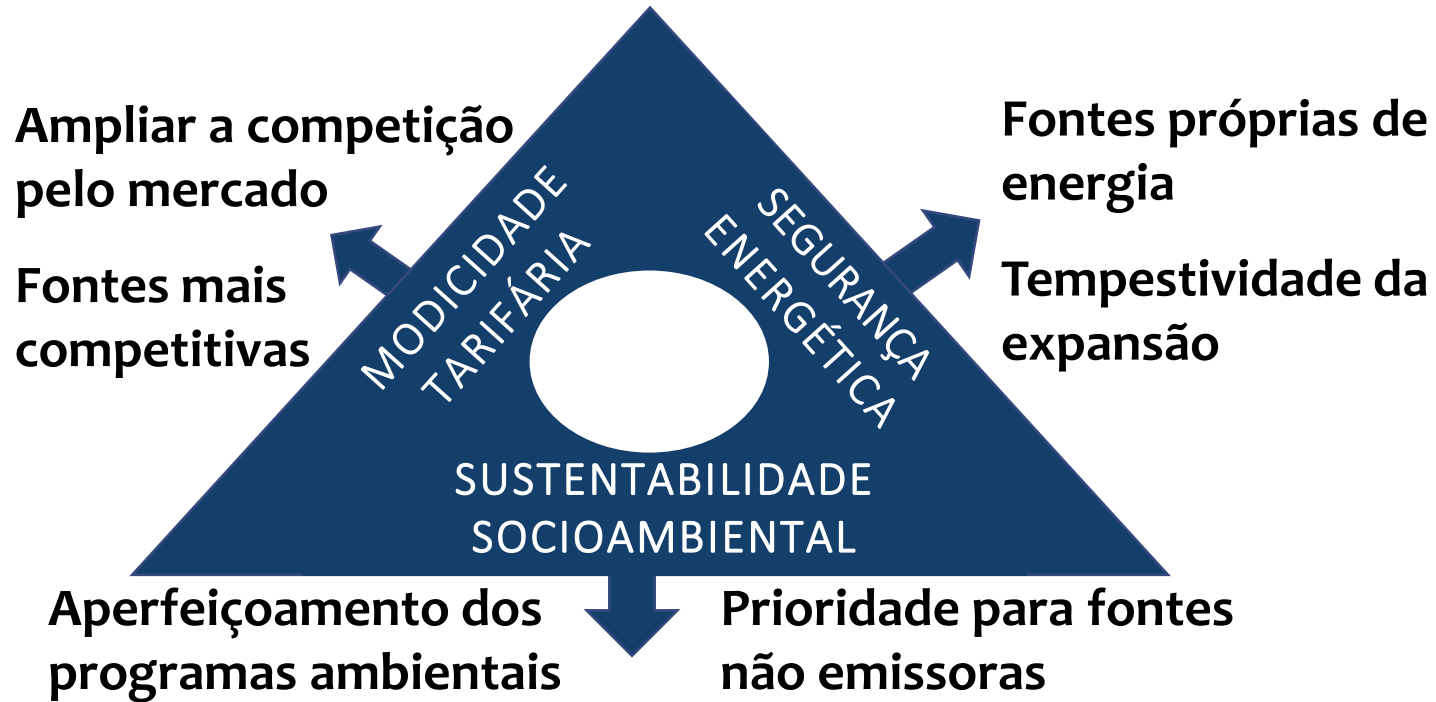 Ampliar a competição
pelo mercado
Fontes mais
competitivas
MODICIDADE
TARIFÁRIA
SEGURANÇA
ENERGÉTICA
Fontes próprias de
energia
Tempestividade da
expansão
SUSTENTABILIDADE
SOCIOAMBIENTAL
Aperfeiçoamento dos
programas ambientais
Prioridade para fontes
não emissoras